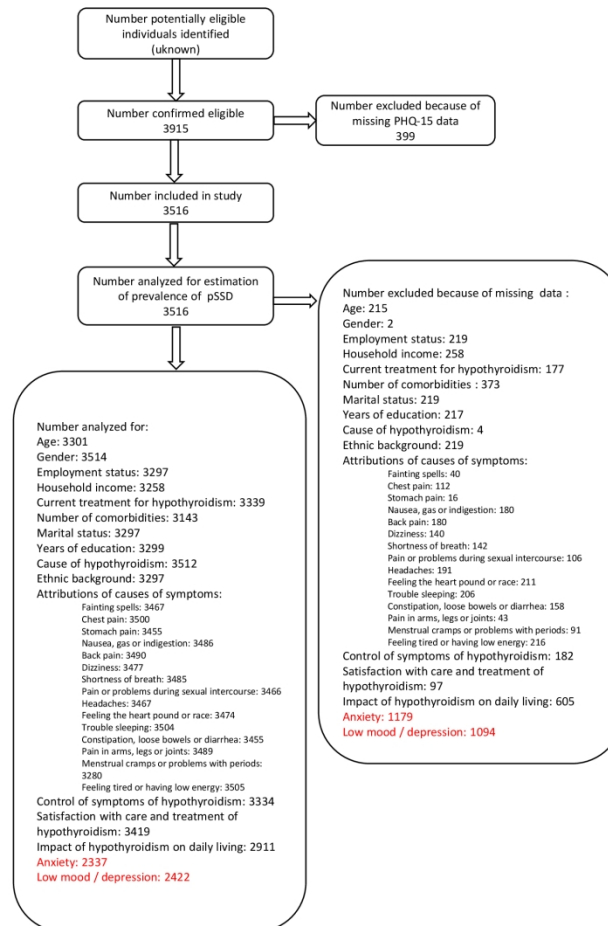 Number potentially eligible
individuals identified
(uknown)
Number confirmed eligible
3915
Number excluded because of
missing PHQ-15 data
399
Number included in study
3516
Number analyzed for estimation
of prevalence of pSSD
3516
Number excluded because of missing data :
Age: 215
Gender: 2
Employment status: 219
Household income: 258
Current treatment for hypothyroidism: 177
Number of comorbidities : 373
Marital status: 219
Years of education: 217
Cause of hypothyroidism: 4
Ethnic background: 219
Attributions of causes of symptoms:
Fainting spells: 40
Chest pain: 112
Stomach pain: 16
Nausea, gas or indigestion: 180
Back pain: 180
Dizziness: 140
Shortness of breath: 142
Pain or problems during sexual intercourse: 106
Headaches: 191
Feeling the heart pound or race: 211
Trouble sleeping: 206
Constipation, loose bowels or diarrhea: 158
Pain in arms, legs or joints: 43
Menstrual cramps or problems with periods: 91
Feeling tired or having low energy: 216
Control of symptoms of hypothyroidism: 182
Satisfaction with care and treatment of
hypothyroidism: 97
Impact of hypothyroidism on daily living: 605
Anxiety: 1179
Low mood / depression: 1094
Number analyzed for:
Age: 3301
Gender: 3514
Employment status: 3297
Household income: 3258
Current treatment for hypothyroidism: 3339
Number of comorbidities: 3143
Marital status: 3297
Years of education: 3299
Cause of hypothyroidism: 3512
Ethnic background: 3297
Attributions of causes of symptoms:
Fainting spells: 3467
Chest pain: 3500
Stomach pain: 3455
Nausea, gas or indigestion: 3486
Back pain: 3490
Dizziness: 3477
Shortness of breath: 3485
Pain or problems during sexual intercourse: 3466
Headaches: 3467
Feeling the heart pound or race: 3474
Trouble sleeping: 3504
Constipation, loose bowels or diarrhea: 3455
Pain in arms, legs or joints: 3489
Menstrual cramps or problems with periods:
3280
Feeling tired or having low energy: 3505
Control of symptoms of hypothyroidism: 3334
Satisfaction with care and treatment of
hypothyroidism: 3419
Impact of hypothyroidism on daily living: 2911
Anxiety: 2337
Low mood / depression: 2422